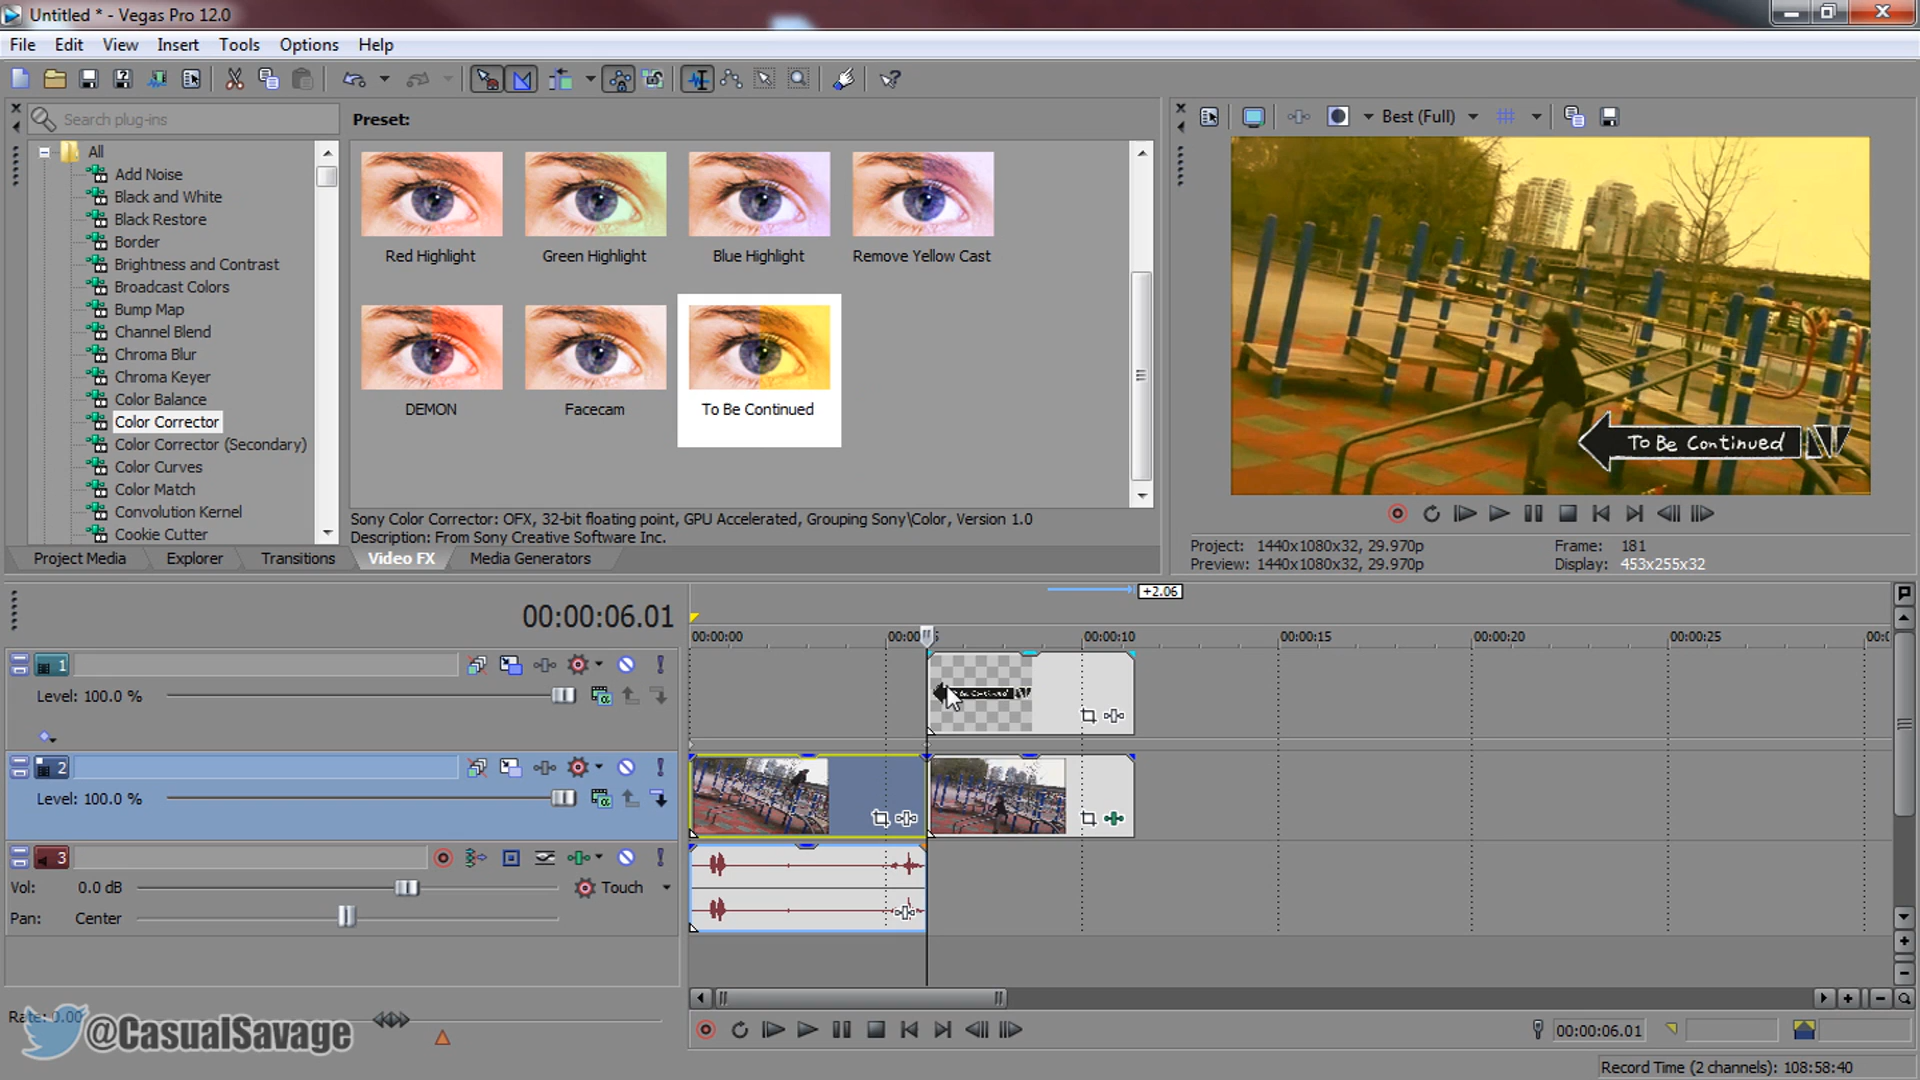 Untitled * - Vegas Pro 12.0
File Edit View Insert Tools Options Help
Search plug-ins
Preset:
Best (Full)
All
Add Noise
Black and White
Black Restore
Border
Brightness and Contrast
Broadcast Colors
Bump Map
Channel Blend
Chroma Blur
Chroma Keyer
Color Balance
Color Corrector
Color Corrector (Secondary)
Color Curves
Color Match
Convolution Kernel
Cookie Cutter
Red Highlight
Green Highlight
Blue Highlight
Remove Yellow Cast
DEMON
Facecam
To Be Continued
Sony Color Corrector: OFX, 32-bit floating point, GPU Accelerated, Grouping Sony\Color, Version 1.0
Description: From Sony Creative Software Inc.
Project Media Explorer Transitions Video FX Media Generators
To Be Continued
Project: 1440x1080x32, 29.970p
Frame: 181
Preview: 1440x1080x32, 29.970p
Display: 453x255x32
00:00:06.01
+2.06
00:00:00
00:00:10
00:00:15
00:00:20
00:00:25
1
Level: 100.0 %
2
Level: 100.0 %
3
Vol: 0.0 dB
Touch
Pan: Center
Rate: 0.00
@CasualSavage
00:00:06.01
Record Time (2 channels): 108:58:40